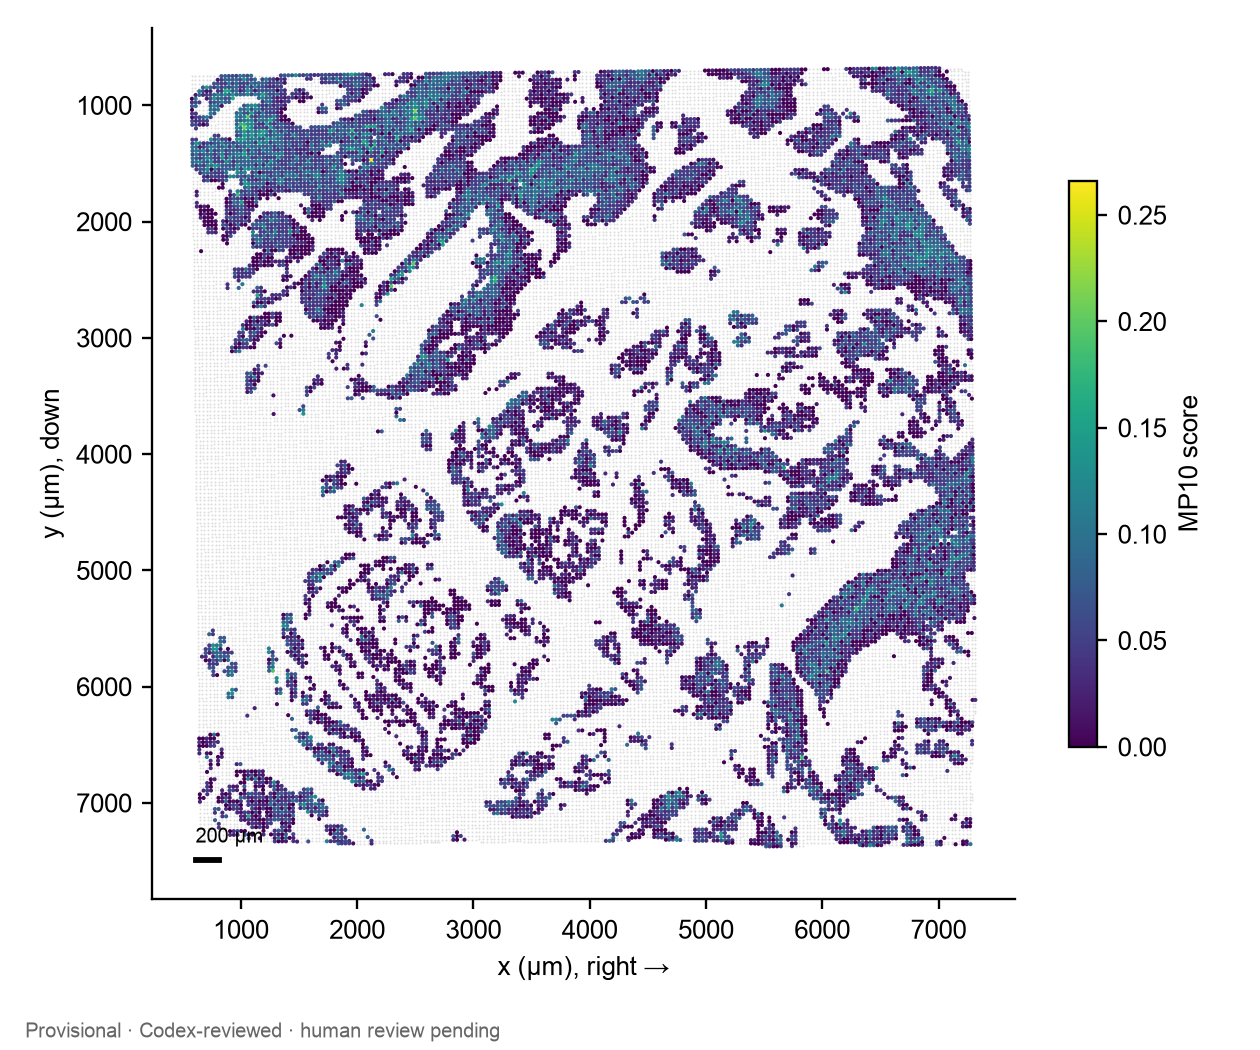 1000
2000
3000
4000
5000
6000
7000
y (µm), down
200 µm
1000 2000 3000 4000 5000 6000 7000
x (µm), right →
0.25
0.20
0.15
0.10
0.05
0.00
MP10 score
Provisional · Codex-reviewed · human review pending